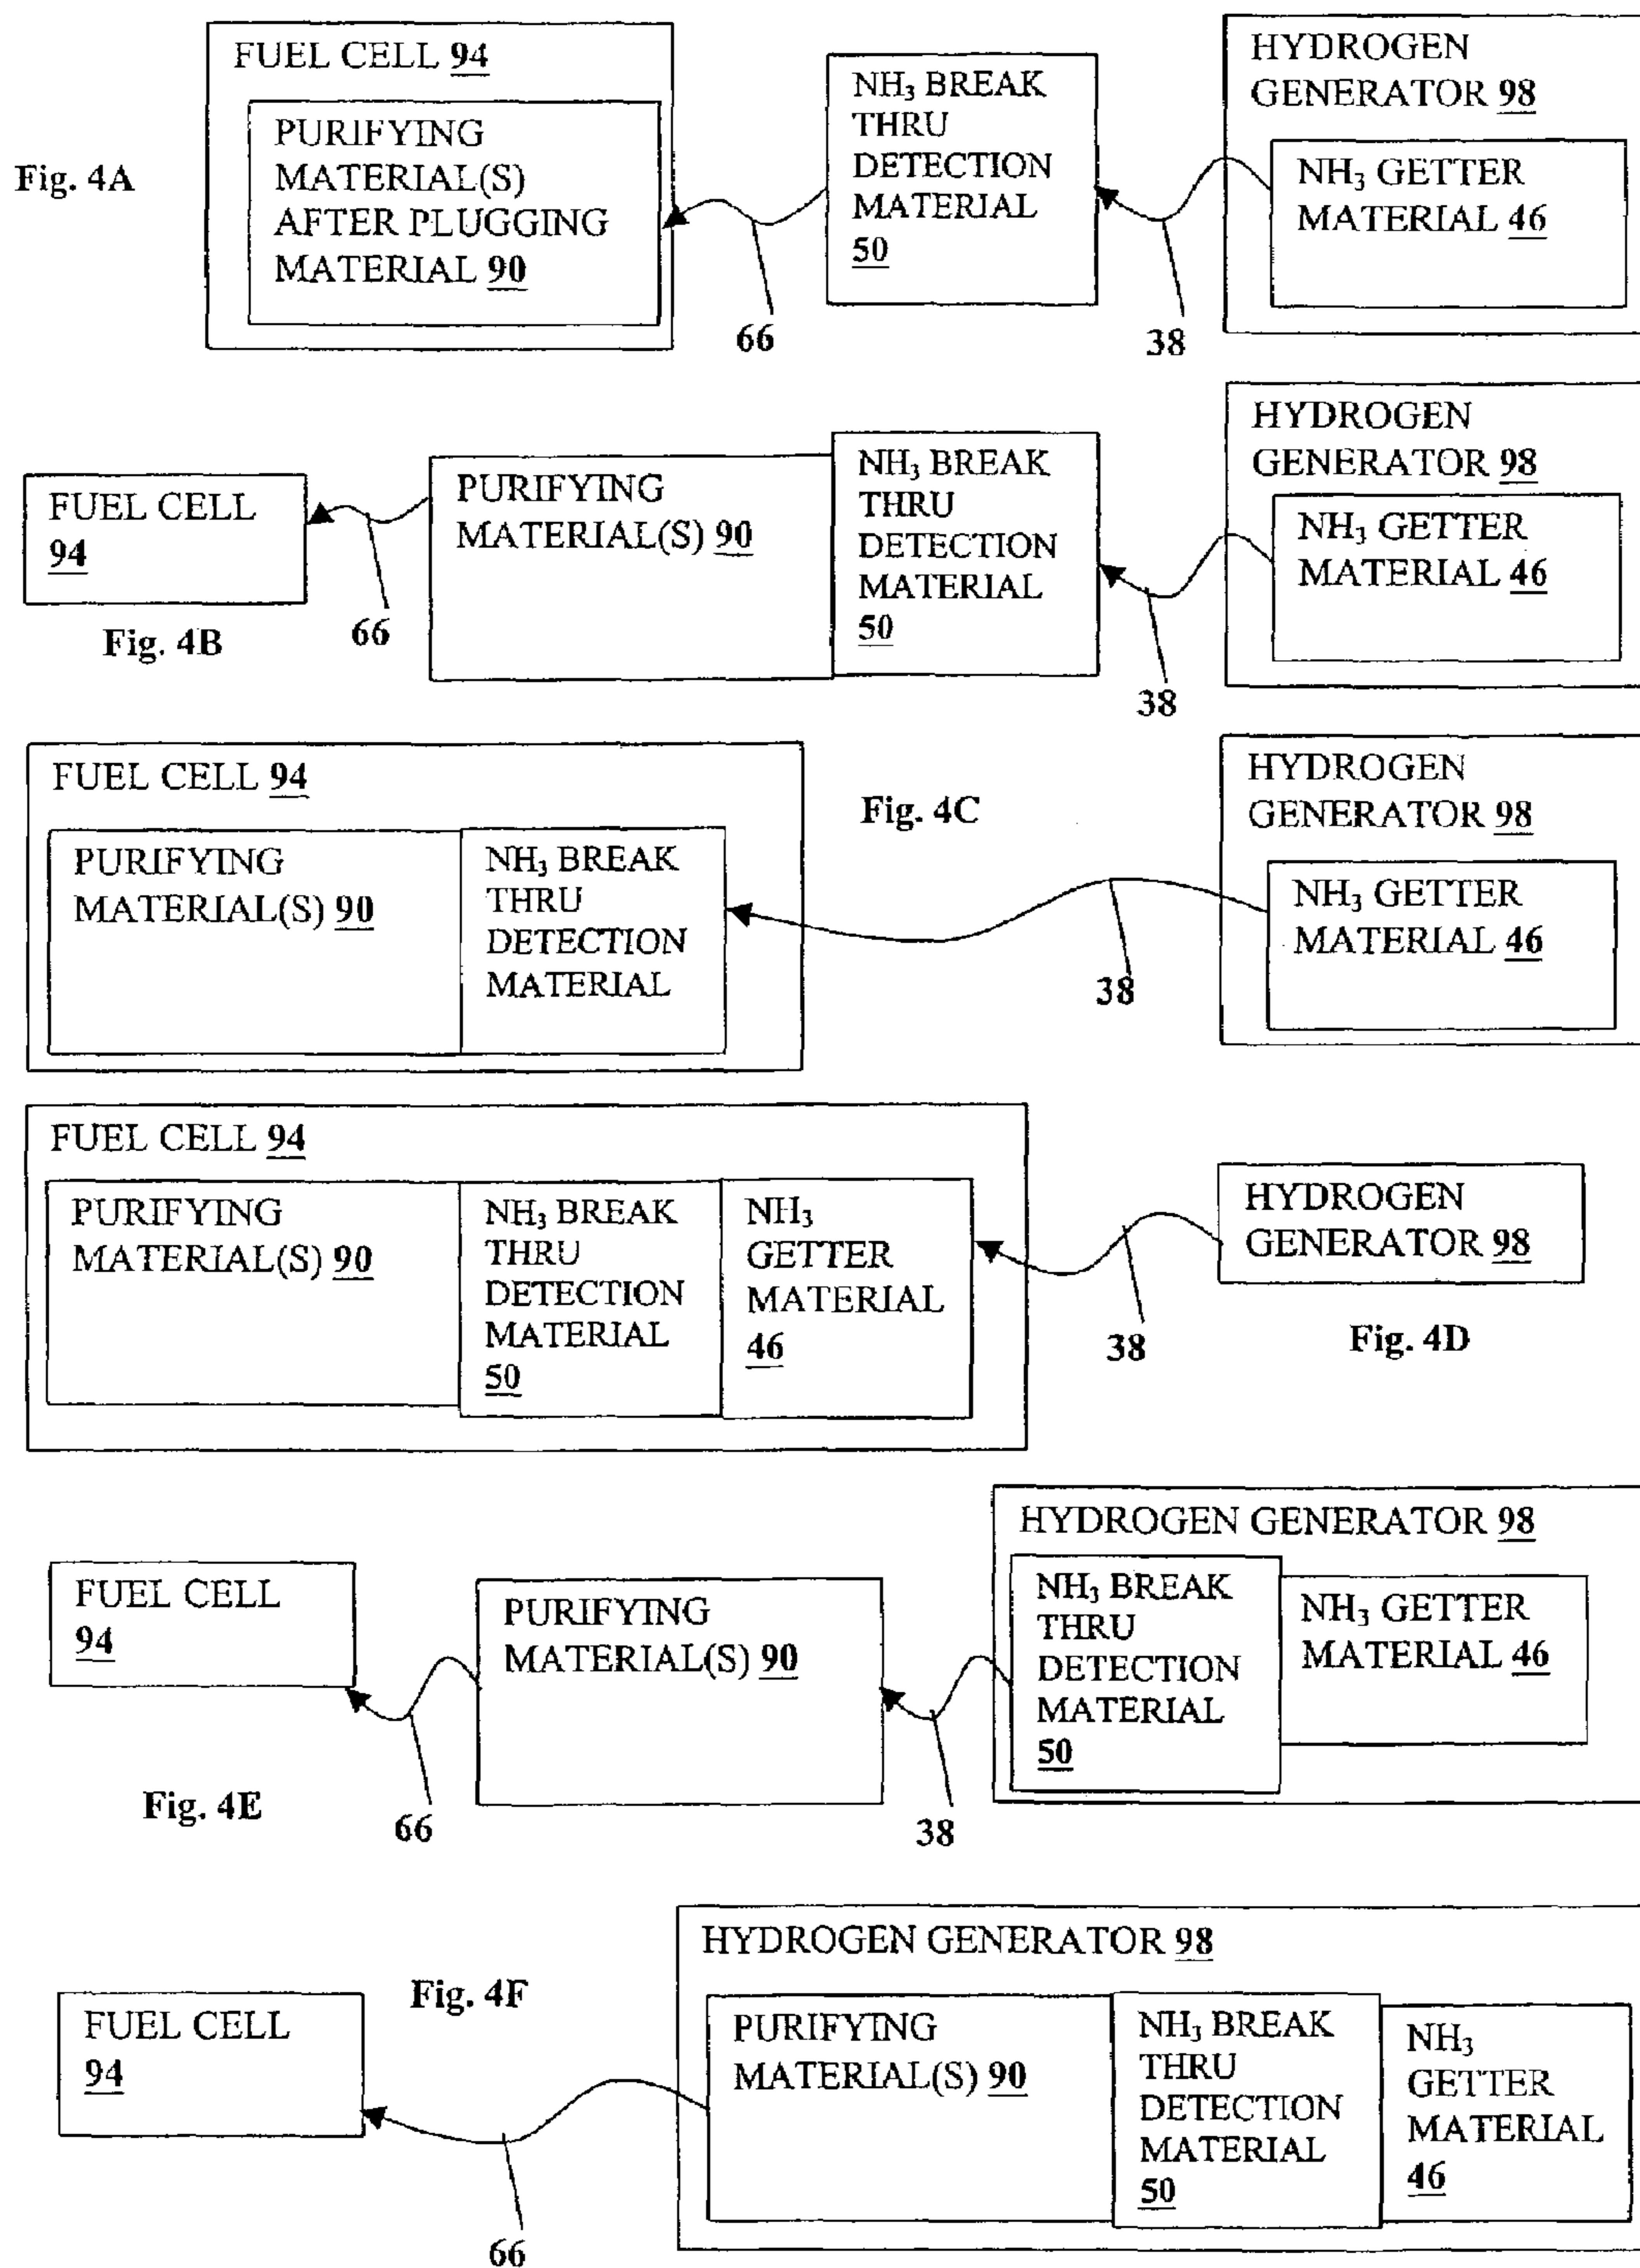 Fig. 4A
FUEL CELL 94
PURIFYING
MATERIAL(S)
AFTER PLUGGING
MATERIAL 90
66
NH₃ BREAK
THRU
DETECTION
MATERIAL
50
38
HYDROGEN
GENERATOR 98
NH₃ GETTER
MATERIAL 46
FUEL CELL
94
Fig. 4B
66
PURIFYING
MATERIAL(S) 90
NH₃ BREAK
THRU
DETECTION
MATERIAL
50
38
HYDROGEN
GENERATOR 98
NH₃ GETTER
MATERIAL 46
FUEL CELL 94
PURIFYING
MATERIAL(S) 90
NH₃ BREAK
THRU
DETECTION
MATERIAL
Fig. 4C
38
HYDROGEN
GENERATOR 98
NH₃ GETTER
MATERIAL 46
FUEL CELL 94
PURIFYING
MATERIAL(S) 90
NH₃ BREAK
THRU
DETECTION
MATERIAL
50
NH₃
GETTER
MATERIAL
46
38
HYDROGEN
GENERATOR 98
Fig. 4D
FUEL CELL
94
Fig. 4E
66
PURIFYING
MATERIAL(S) 90
38
HYDROGEN GENERATOR 98
NH₃ BREAK
THRU
DETECTION
MATERIAL
50
NH₃ GETTER
MATERIAL 46
FUEL CELL
94
Fig. 4F
66
HYDROGEN GENERATOR 98
PURIFYING
MATERIAL(S) 90
NH₃ BREAK
THRU
DETECTION
MATERIAL
50
NH₃
GETTER
MATERIAL
46